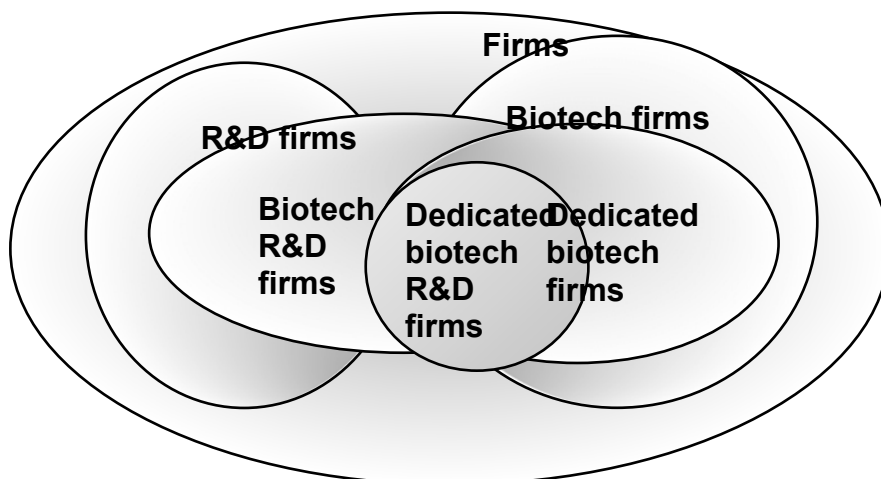 Firms
Biotech firms
R&D firms
Biotech
R&D
firms
Dedicated
biotech
R&D
firms
Dedicated
biotech
firms